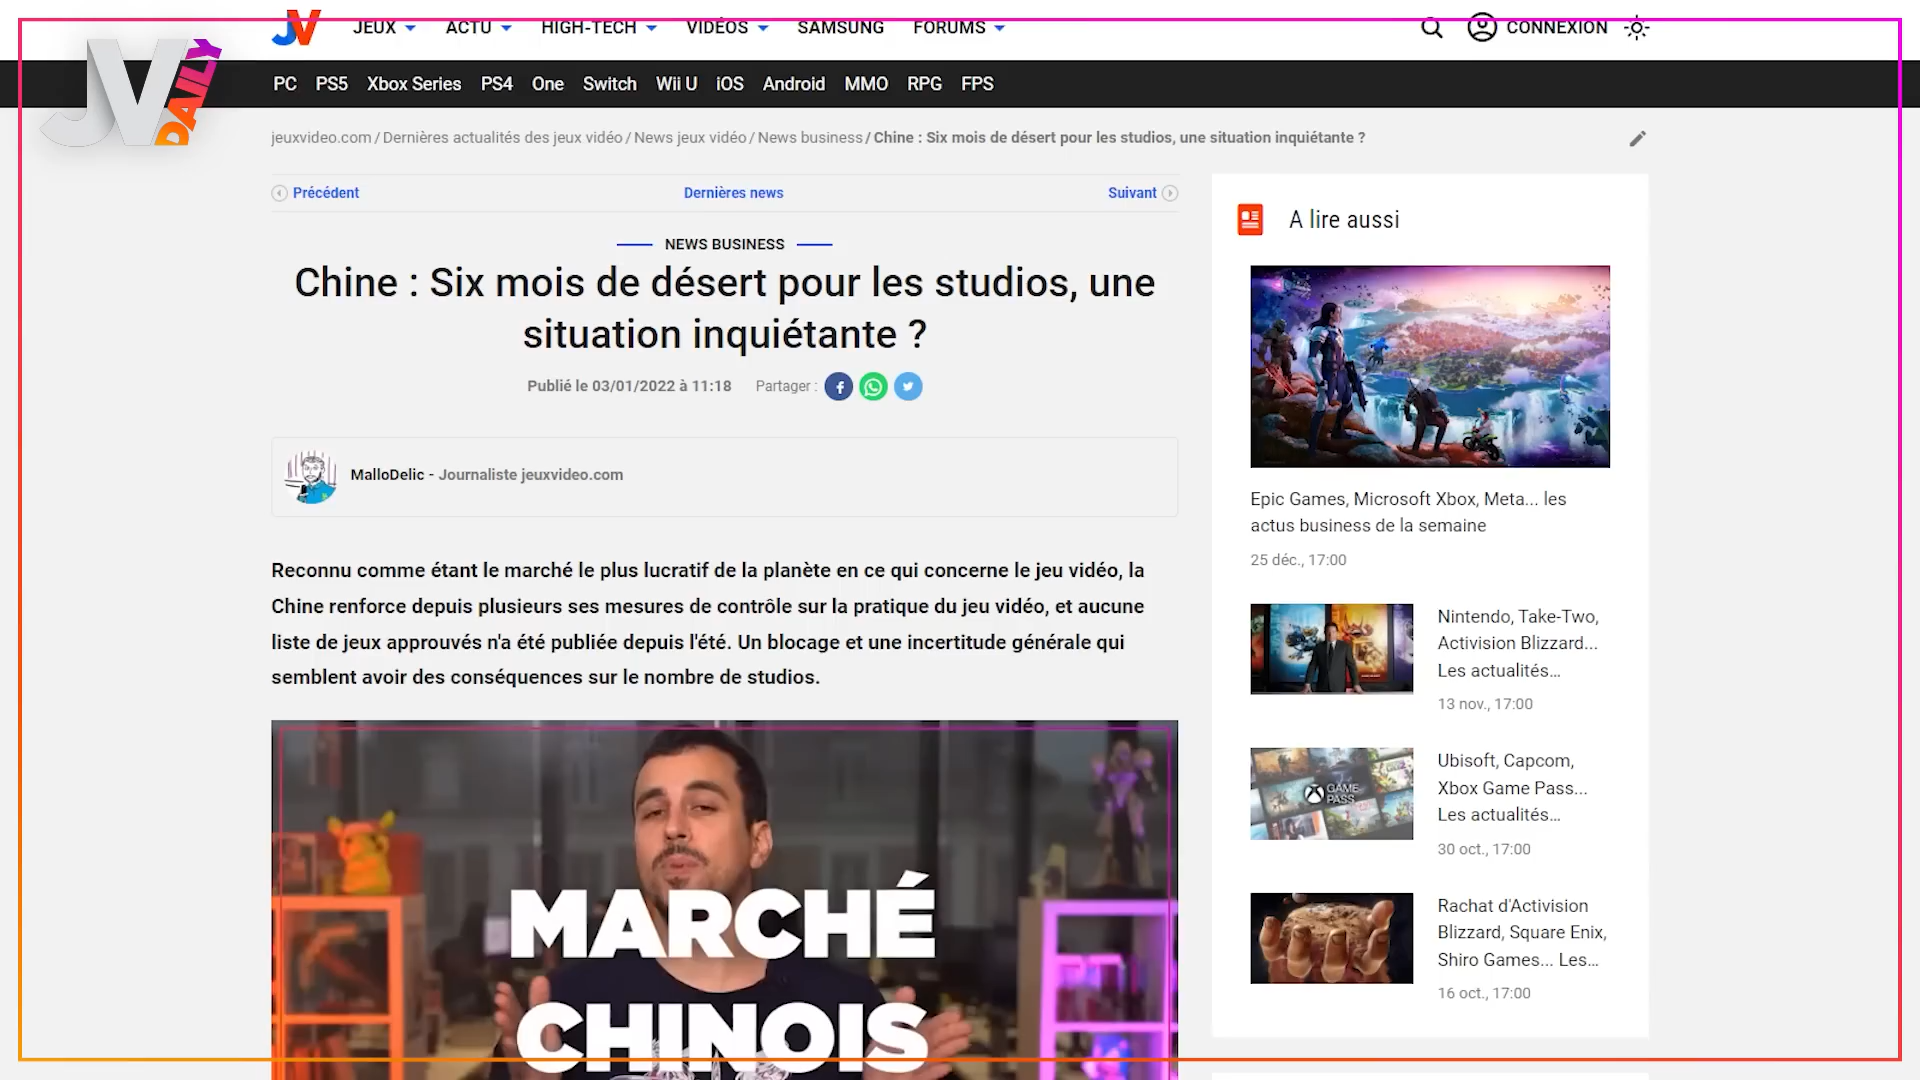 JV
JEUX
ACTU
HIGH-TECH
VIDÉOS
SAMSUNG
FORUMS
CONNEXION
JV DAILY
PC
PS5
Xbox Series
PS4
One
Switch
Wii U
iOS
Android
MMO
RPG
FPS
jeuxvideo.com / Dernières actualités des jeux vidéo / News jeux vidéo / News business / Chine : Six mois de désert pour les studios, une situation inquiétante ?
Précédent
Dernières news
Suivant
NEWS BUSINESS
Chine : Six mois de désert pour les studios, une
situation inquiétante ?
Publié le 03/01/2022 à 11:18
Partager :
MalloDelic - Journaliste jeuxvideo.com
Reconnu comme étant le marché le plus lucratif de la planète en ce qui concerne le jeu vidéo, la
Chine renforce depuis plusieurs ses mesures de contrôle sur la pratique du jeu vidéo, et aucune
liste de jeux approuvés n'a été publiée depuis l'été. Un blocage et une incertitude générale qui
semblent avoir des conséquences sur le nombre de studios.
MARCHÉ
CHINOIS
A lire aussi
Epic Games, Microsoft Xbox, Meta... les
actus business de la semaine
25 déc., 17:00
Nintendo, Take-Two,
Activision Blizzard...
Les actualités…
13 nov., 17:00
XBOX GAME PASS
Ubisoft, Capcom,
Xbox Game Pass...
Les actualités…
30 oct., 17:00
Rachat d'Activision
Blizzard, Square Enix,
Shiro Games... Les…
16 oct., 17:00